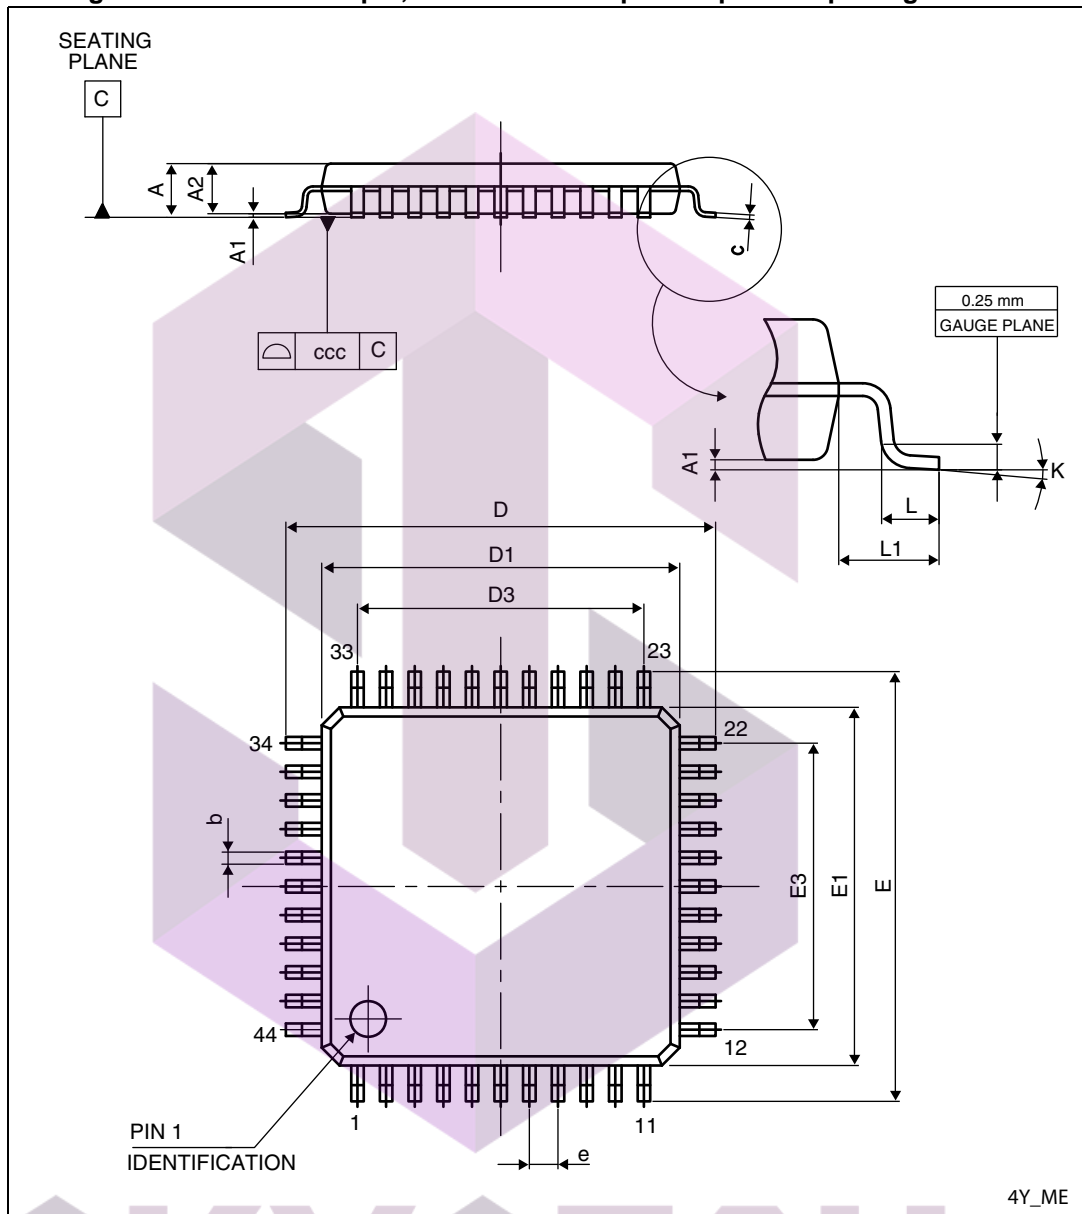 SEATING
PLANE
C
A
A2
A1
c
ccc C
0.25 mm
GAUGE PLANE
A1
K
L
L1
D
D1
D3
33
23
34
22
b
E3
E1
E
44
12
1
11
PIN 1
IDENTIFICATION
e
4Y_ME